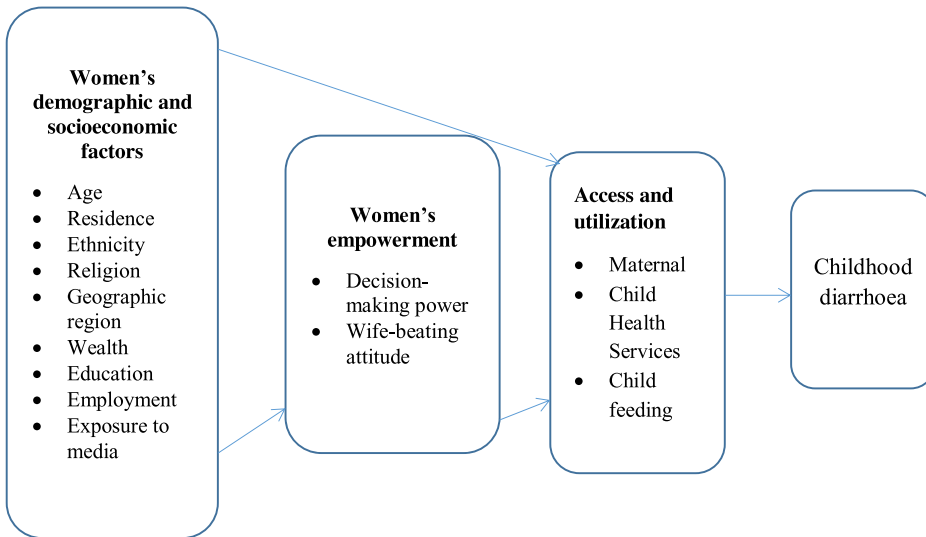 Women's
demographic and
socioeconomic
factors
• Age
• Residence
• Ethnicity
• Religion
• Geographic
region
• Wealth
• Education
• Employment
• Exposure to
media
Women's
empowerment
• Decision-
making power
• Wife-beating
attitude
Access and
utilization
• Maternal
• Child
Health
Services
• Child
feeding
Childhood
diarrhoea